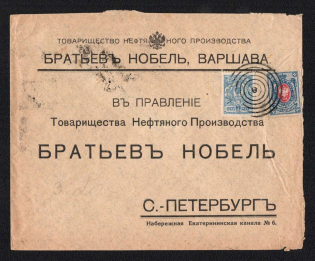 ТОВАРИЩЕСТВО НЕФТЯНОГО ПРОИЗВОДСТВА
БРАТЬЕВЪ НОБЕЛЬ, ВАРШАВА
ВЪ ПРАВЛЕНІЕ
Товарищества Нефтяного Производства
БРАТЬЕВЪ НОБЕЛЬ
С.-ПЕТЕРБУРГЪ
Набережная Екатерининскаго канала № 6.